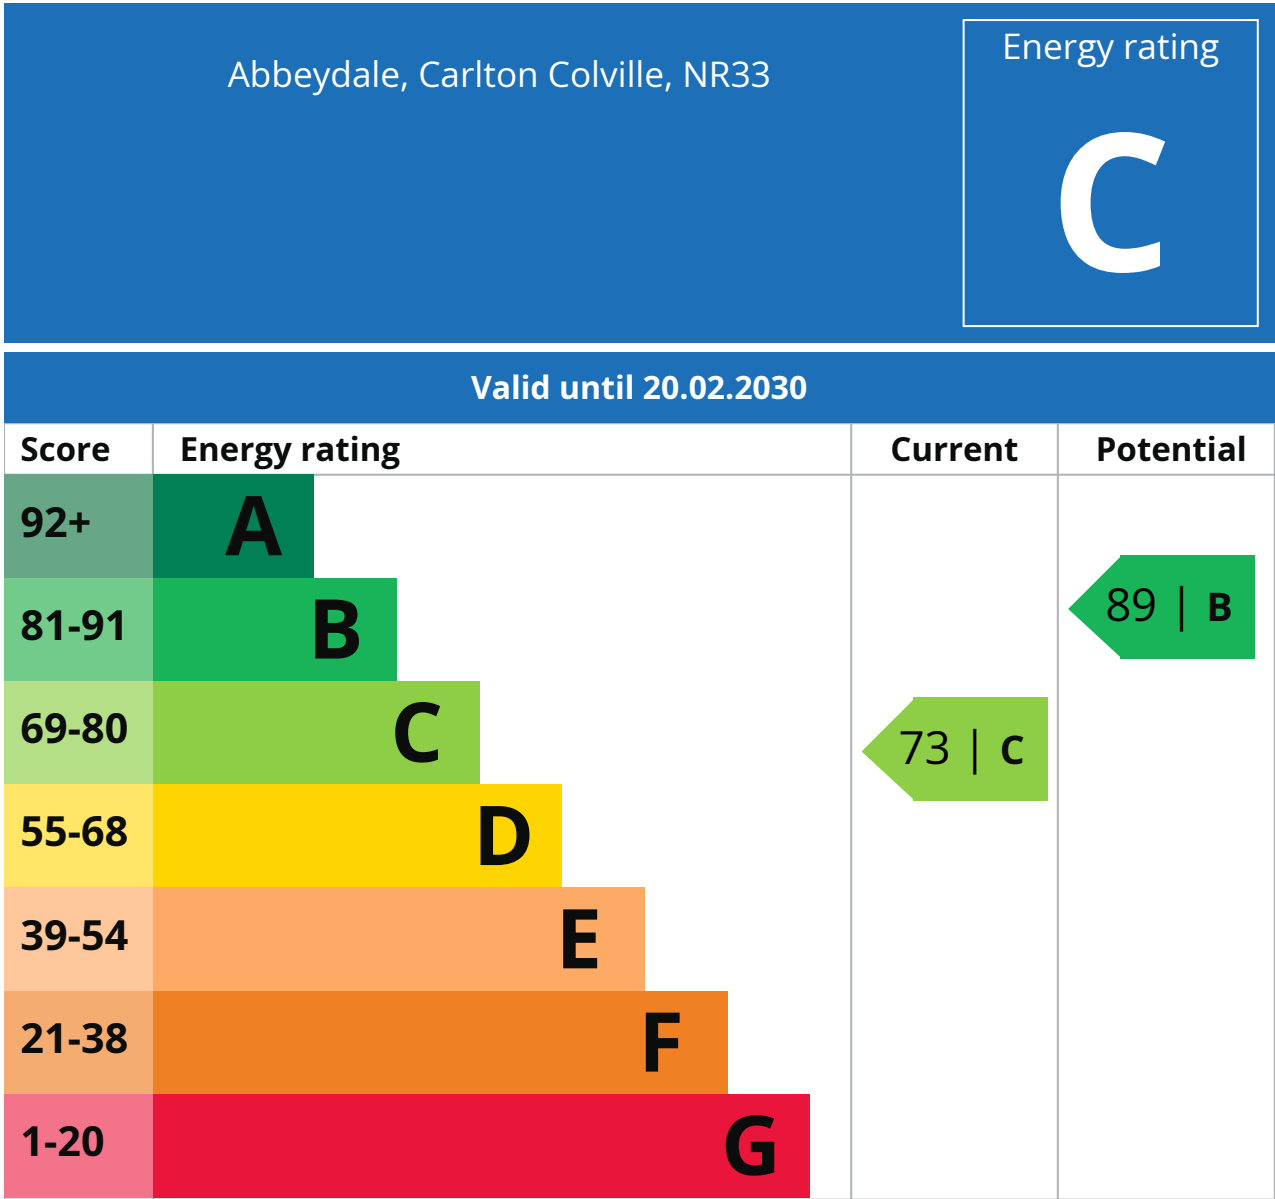 Abbeydale, Carlton Colville, NR33
Energy rating
C
Valid until 20.02.2030
Score Energy rating Current Potential
92+ A
81-91 B 89 | B
69-80 C 73 | C
55-68 D
39-54 E
21-38 F
1-20 G